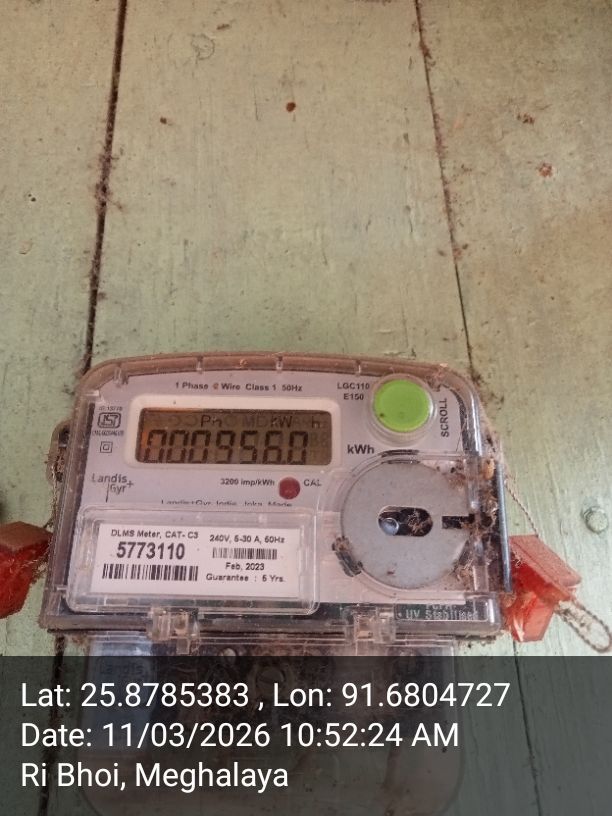 1 Phase 2 Wire Class 1 50Hz
LGC110
E150
SCROLL
kWh
Landis
Gyr+
3200 imp/kWh
CAL
DLMS Meter, CAT- C3
5773110
240V, 5-30 A, 50Hz
Feb, 2023
Guarantee : 5 Yrs.
UV Stabilised
Lat: 25.8785383 , Lon: 91.6804727
Date: 11/03/2026 10:52:24 AM
Ri Bhoi, Meghalaya